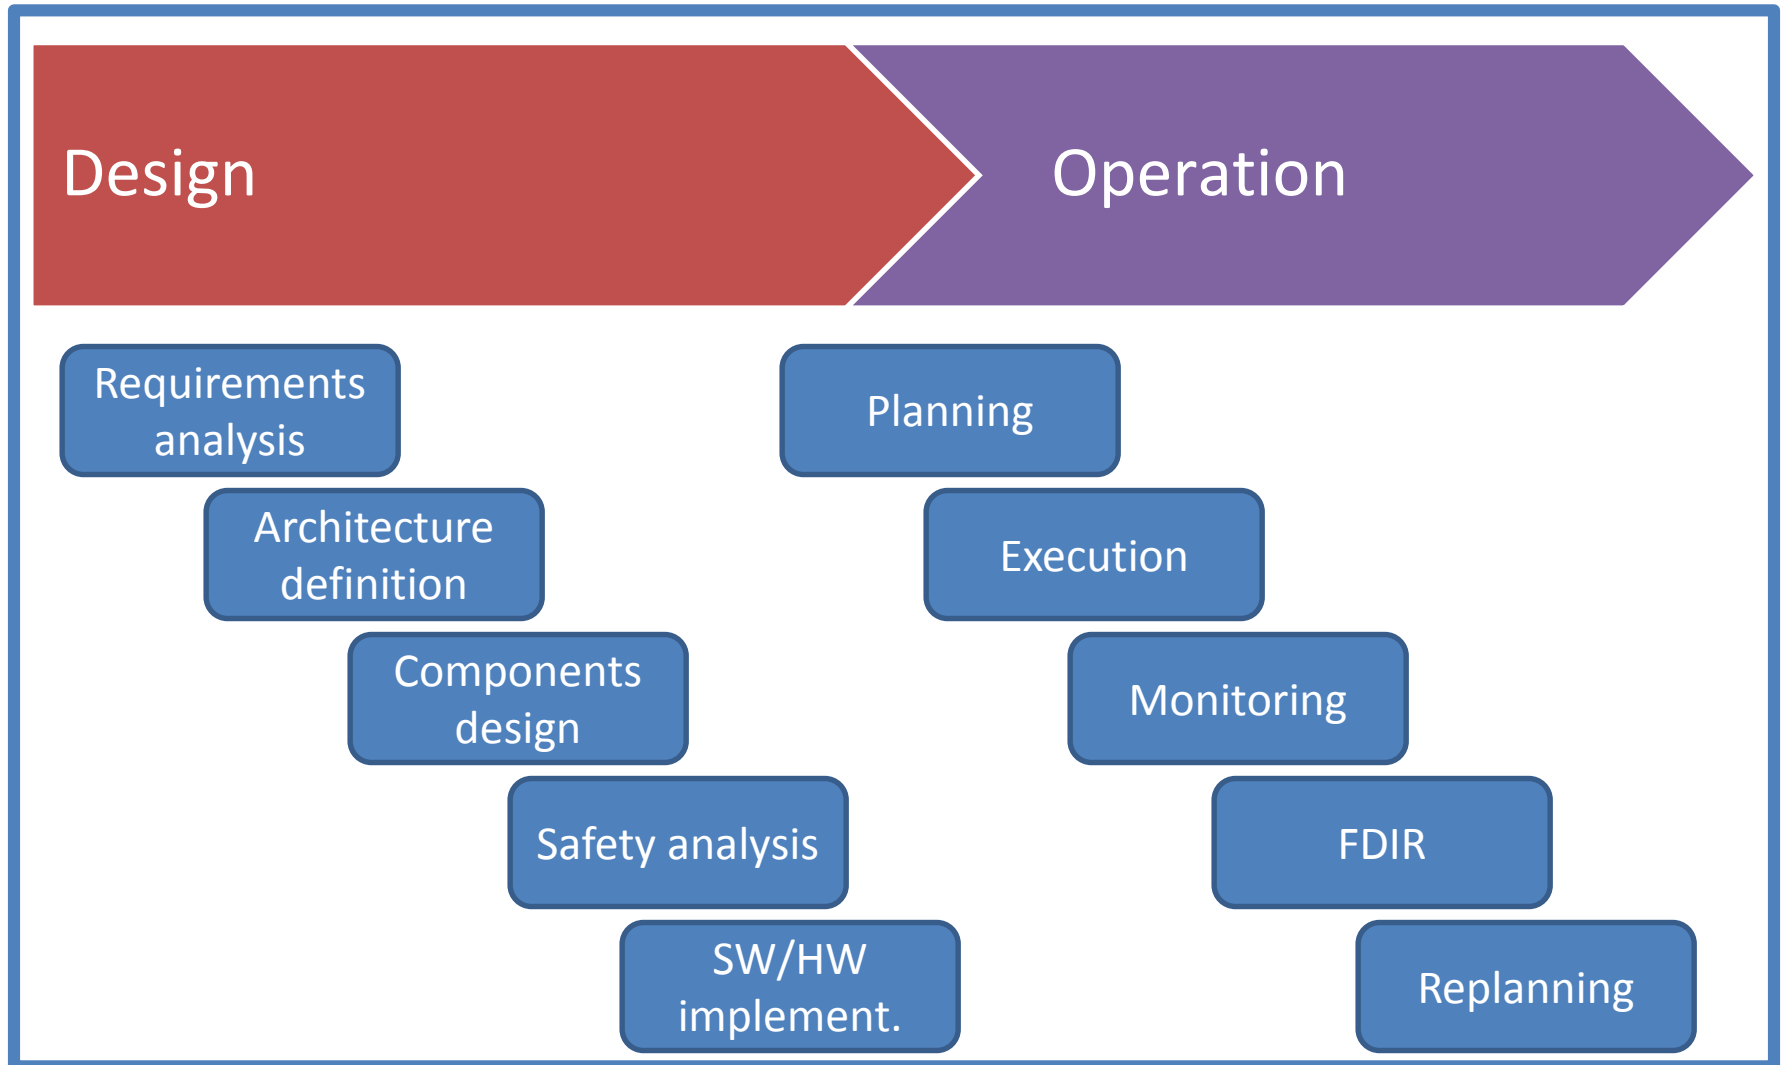 Design
Operation
Requirements
analysis
Architecture
definition
Components
design
Safety analysis
SW/HW
implement.
Planning
Execution
Monitoring
FDIR
Replanning